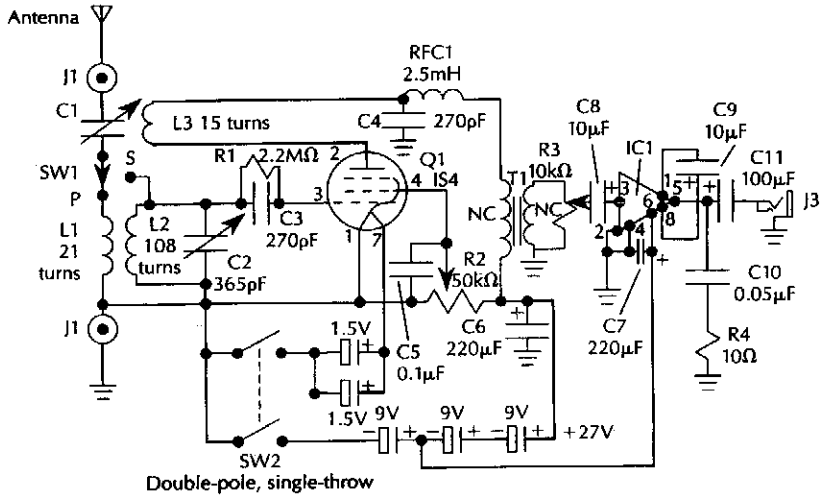 Antenna
J1
C1
SW1
S
P
L1
21
turns
J1
L2
108
turns
C2
365pF
L3 15 turns
R1
2.2MΩ
C3
270pF
RFC1
2.5mH
C4
270pF
Q1
IS4
2
3
4
1
7
T1
NC
NC
R3
10kΩ
C8
10µF
IC1
C9
10µF
C11
100µF
J3
3
+
2
4
1
6
5
8
+
+
+
R2
50kΩ
C5
0.1µF
C6
220µF
+
C7
220µF
+
C10
0.05µF
R4
10Ω
1.5V
+
+
1.5V
9V
+
9V
− +
9V
− +
−
+27V
SW2
Double-pole, single-throw